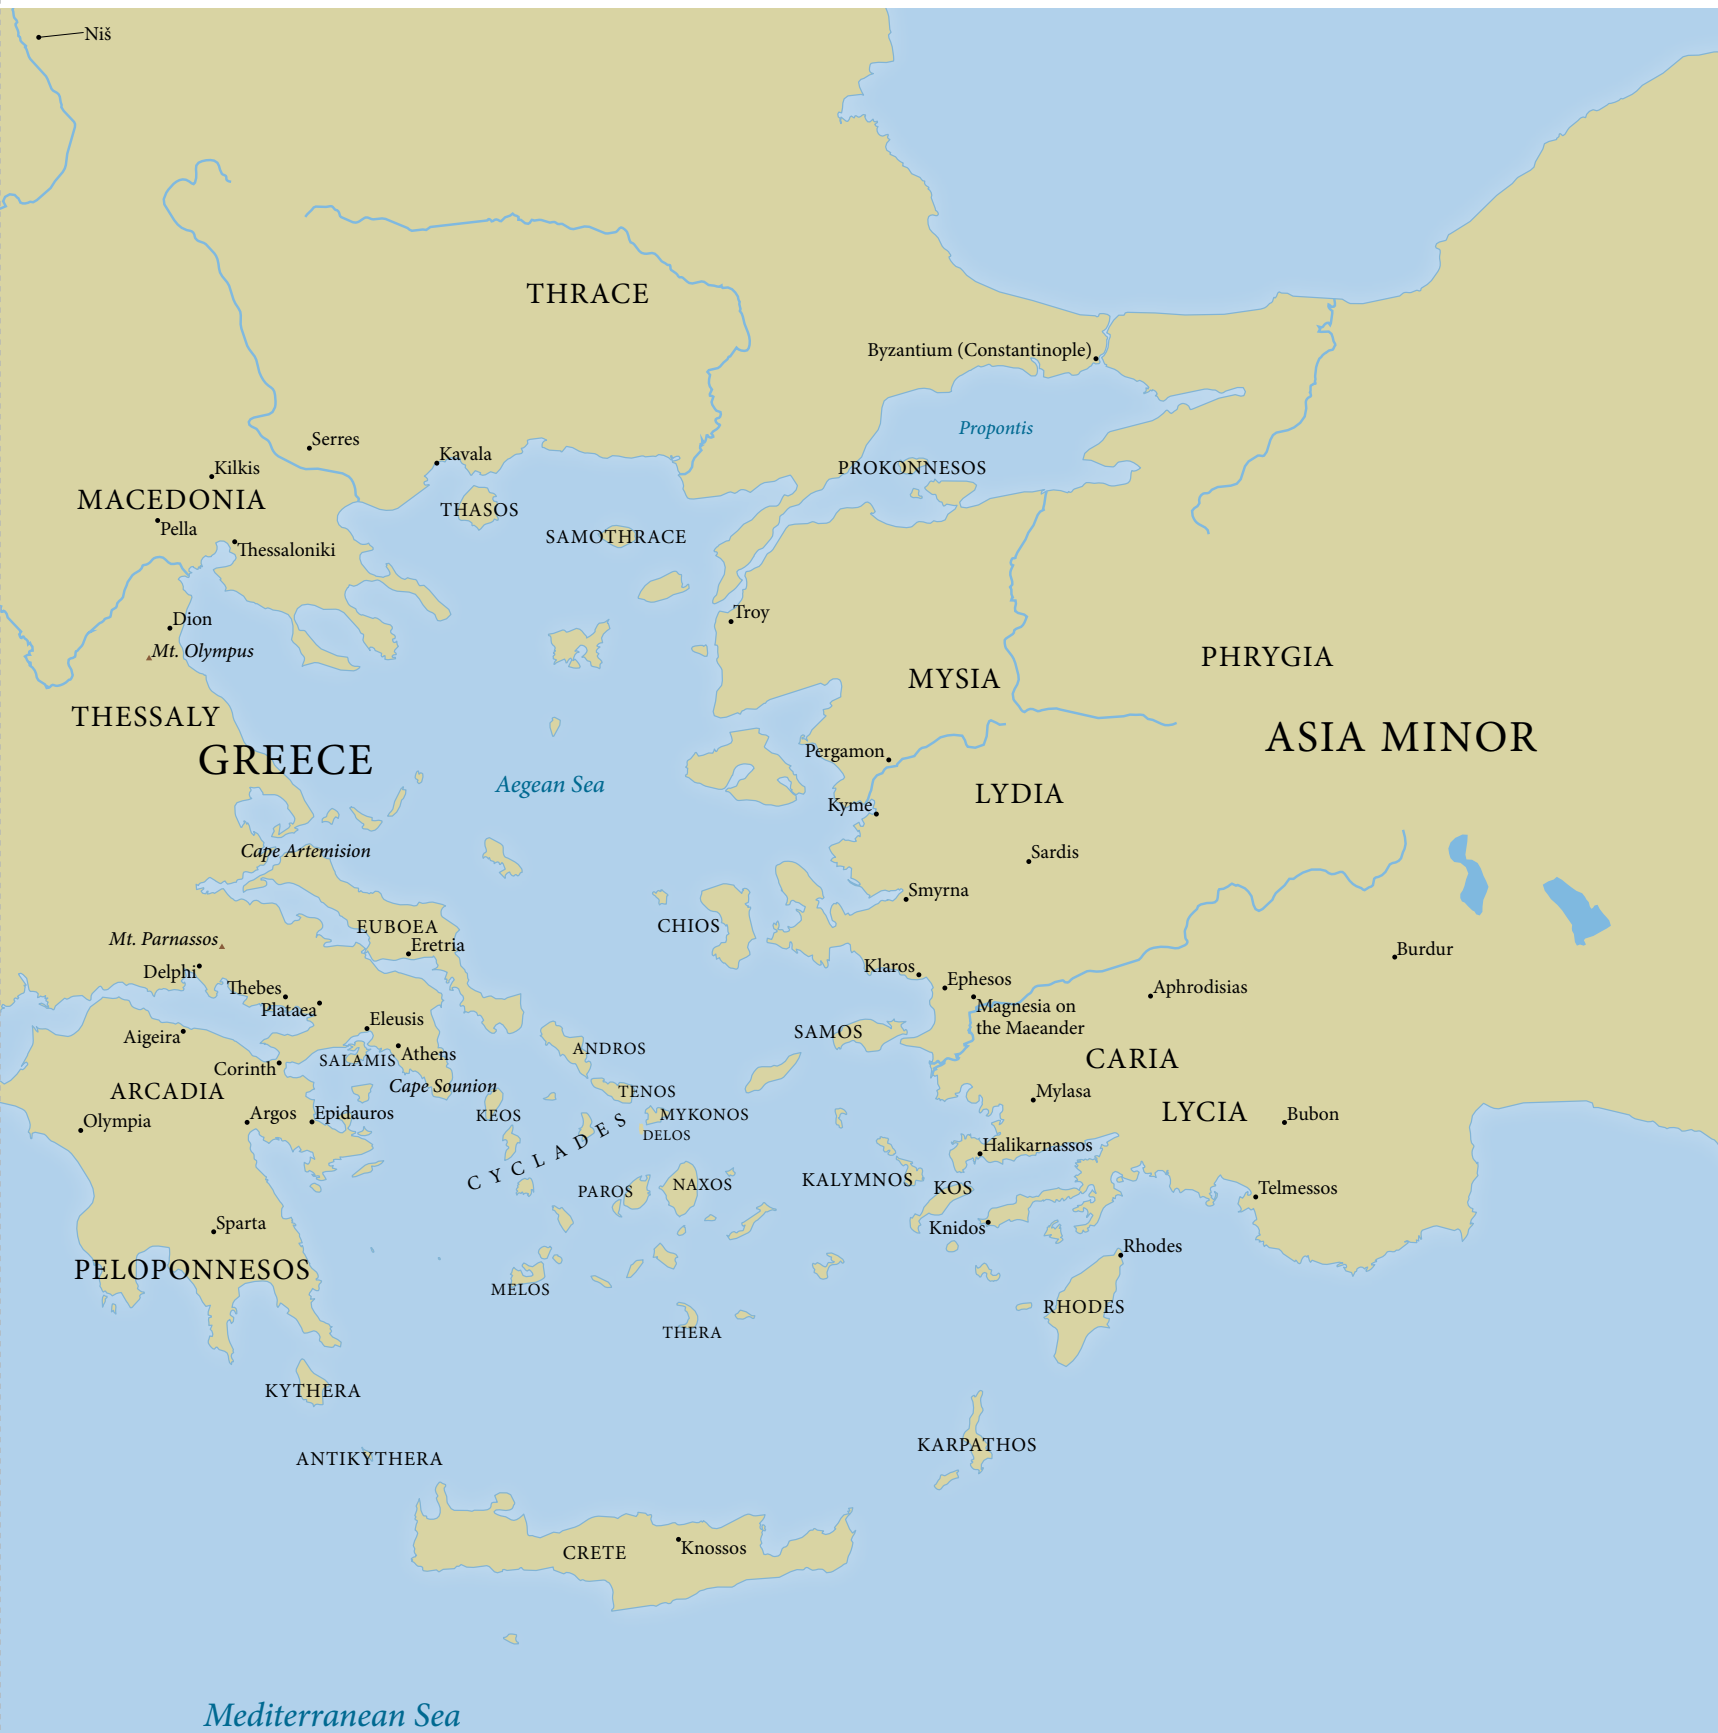 Niš
THRACE
Byzantium (Constantinople)
Propontis
Serres
Kavala
Kilkis
PROKONNESOS
MACEDONIA
THASOS
Pella
SAMOTHRACE
Thessaloniki
Dion
Troy
Mt. Olympus
PHRYGIA
MYSIA
THESSALY
ASIA MINOR
GREECE
Pergamon
Aegean Sea
LYDIA
Kyme
Cape Artemision
Sardis
Smyrna
EUBOEA
CHIOS
Mt. Parnassos
Eretria
Burdur
Delphi
Klaros
Ephesos
Thebes
Aphrodisias
Plataea
Magnesia on
the Maeander
Eleusis
Aigeira
SAMOS
ANDROS
Athens
SALAMIS
CARIA
Corinth
Cape Sounion
ARCADIA
TENOS
Mylasa
Argos
Epidauros
KEOS
MYKONOS
LYCIA
Bubon
Olympia
DELOS
CYCLADES
Halikarnassos
KALYMNOS
NAXOS
PAROS
KOS
Telmessos
Sparta
Knidos
Rhodes
PELOPONNESOS
MELOS
RHODES
THERA
KYTHERA
KARPATHOS
ANTIKYTHERA
CRETE
Knossos
Mediterranean Sea